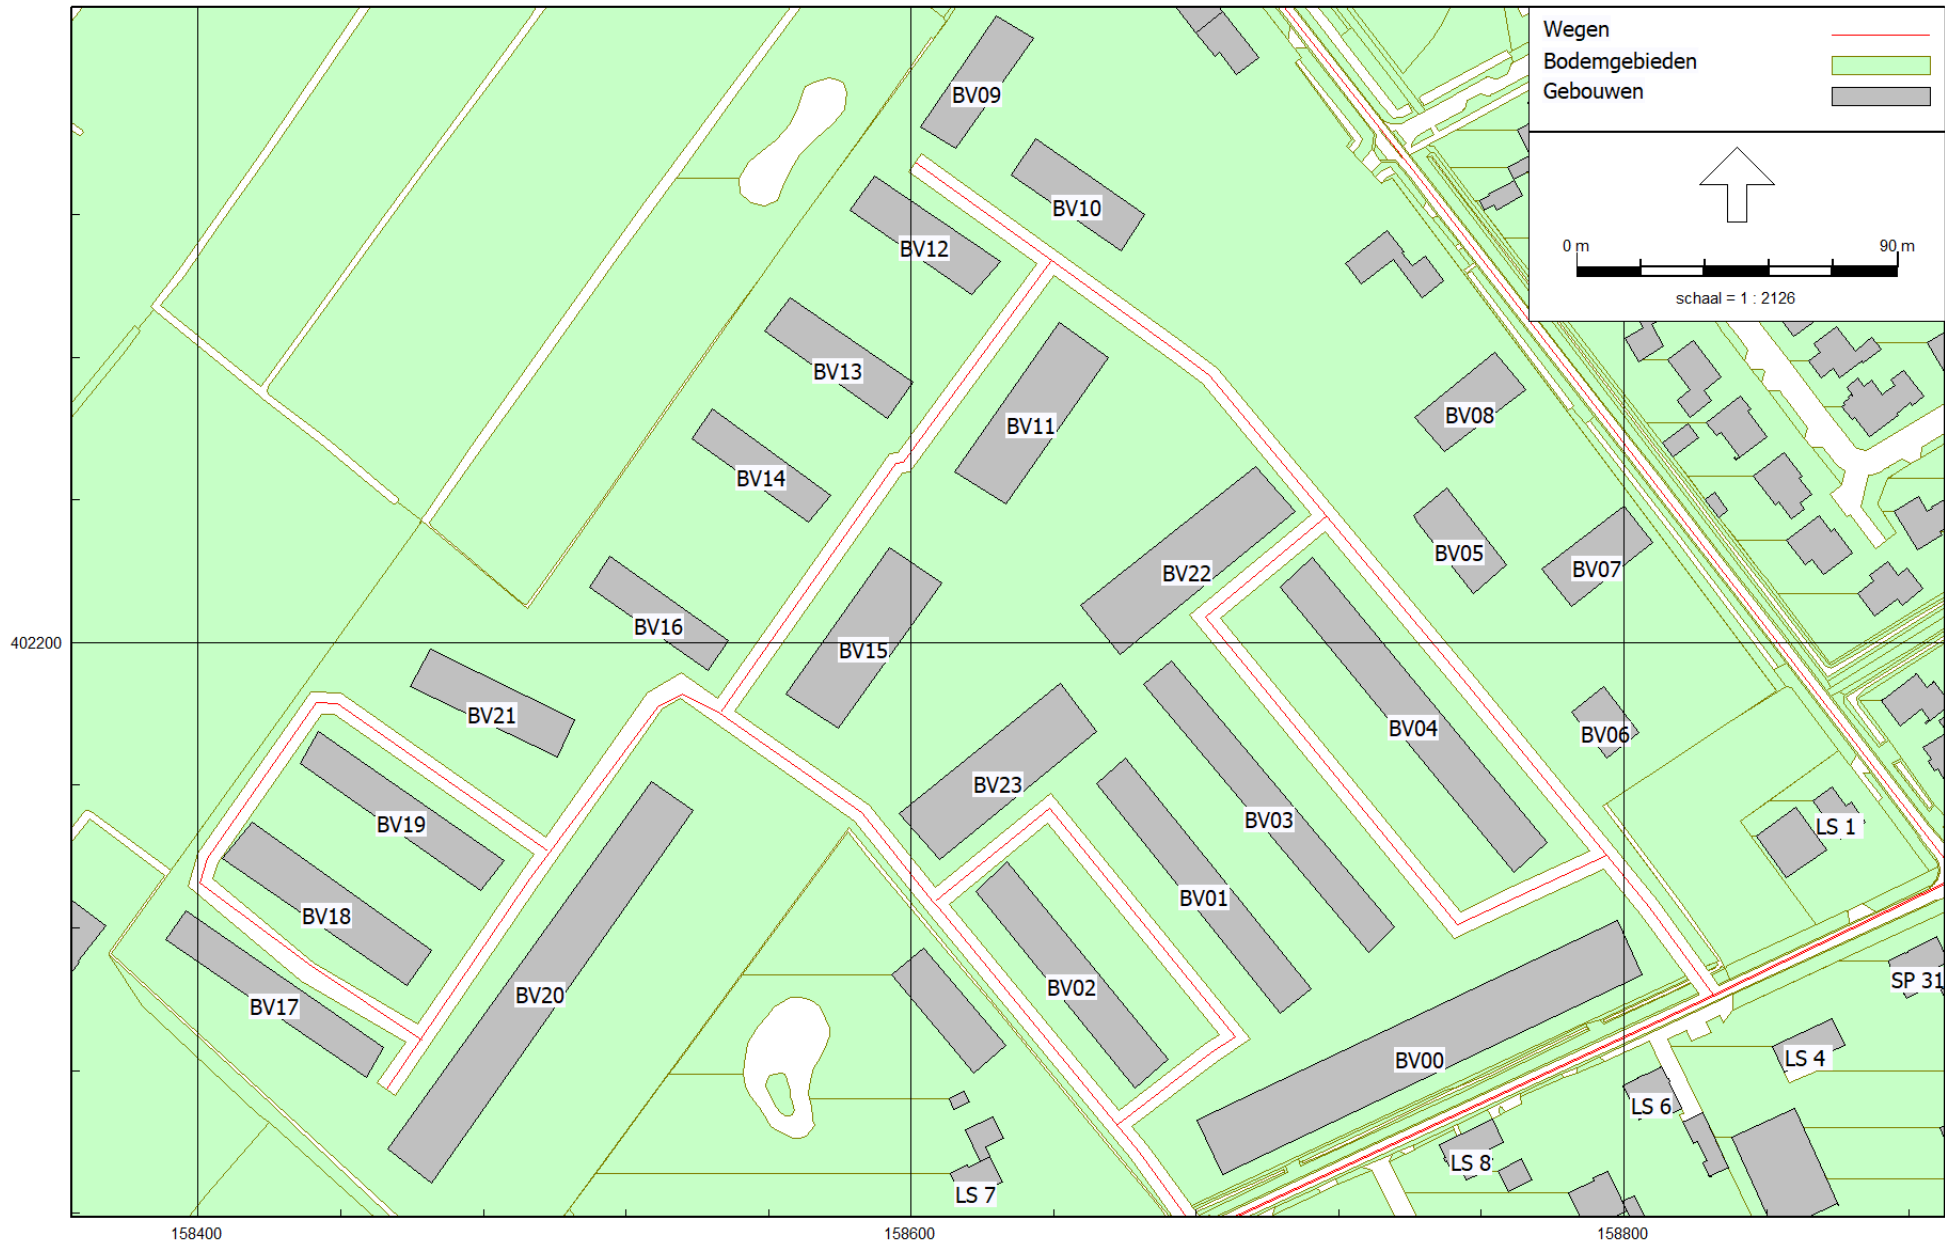 Wegen
Bodemgebieden
Gebouwen
0 m
90 m
schaal = 1 : 2126
BV09
BV10
BV12
BV13
BV11
BV08
BV14
BV05
BV07
BV22
BV16
BV15
402200
BV21
BV04
BV06
BV23
BV19
BV03
LS 1
BV01
BV18
SP 31
BV02
BV20
BV17
BV00
LS 4
LS 6
LS 8
LS 7
158400
158600
158800